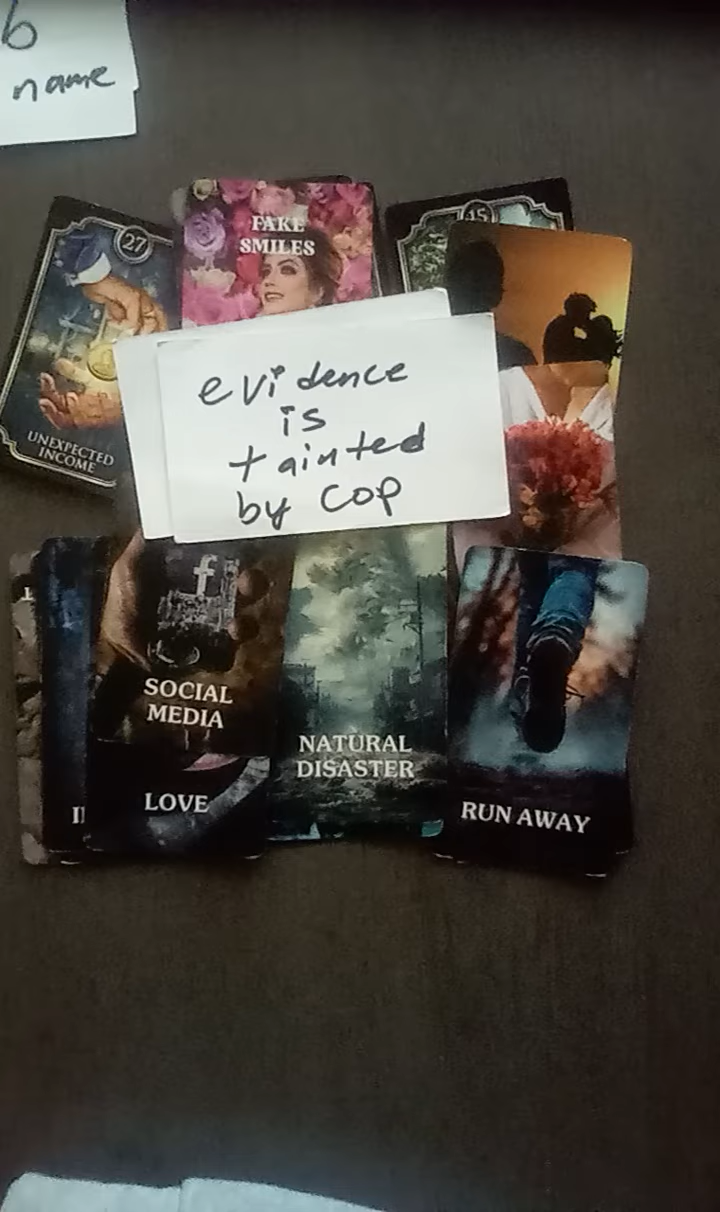 b
name
27
FAKE
SMILES
15
UNEXPECTED
INCOME
evidence
is
tainted
by cop
SOCIAL
MEDIA
LOVE
NATURAL
DISASTER
RUN AWAY